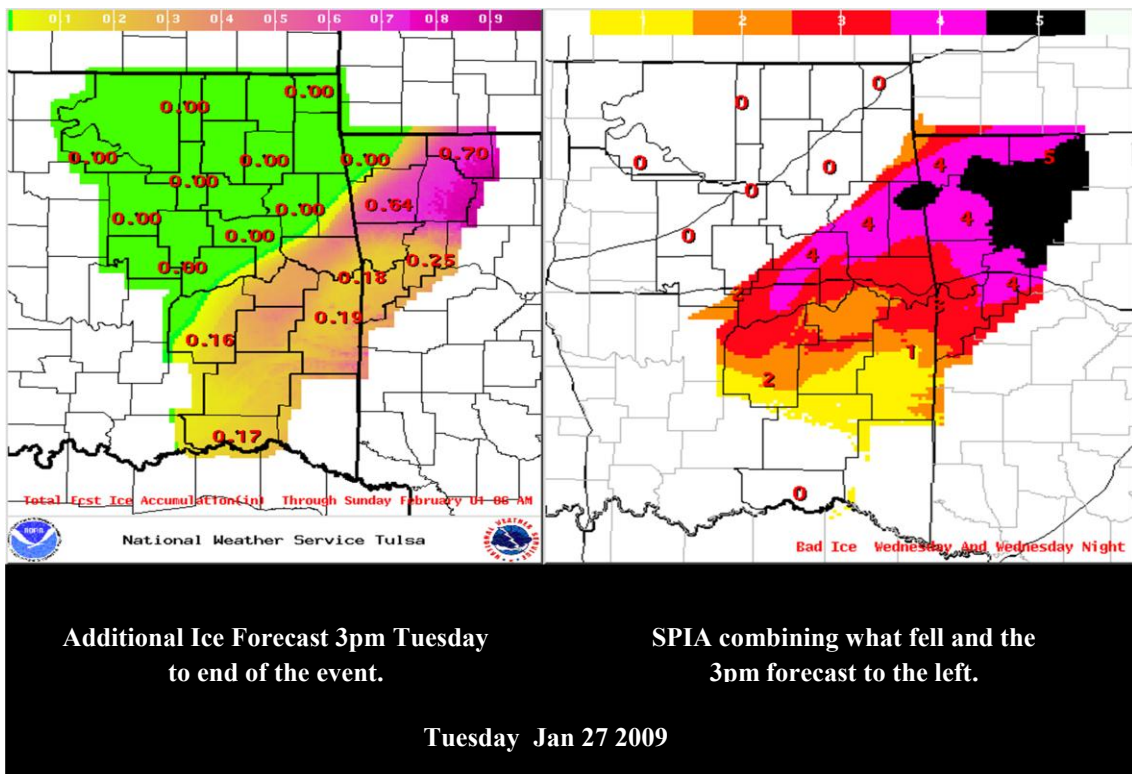 0.1 0.2 0.3 0.4 0.5 0.6 0.7 0.8 0.9
0.00
0.00
0.00 0.00 0.00 0.70
0.00
0.00 0.00 0.64
0.00
0.00 0.18 0.25
0.19
0.16
0.17
Total Fcst Ice Accumulation(in) Through Sunday February 01 06 AM
National Weather Service Tulsa
1 2 3 4 5
0
0
0 0 4 5
0
0 4 4
4 4
2 3
2 1
0
Bad Ice Wednesday And Wednesday Night
Additional Ice Forecast 3pm Tuesday
to end of the event.
SPIA combining what fell and the
3pm forecast to the left.
Tuesday Jan 27 2009